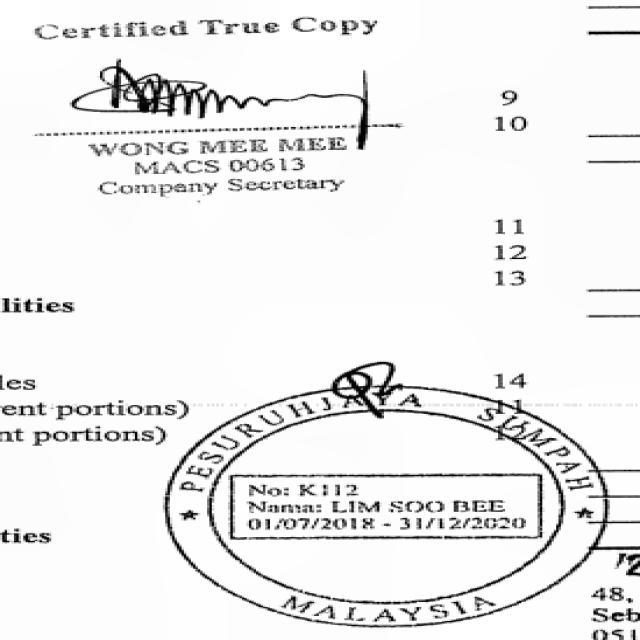 Certified True Copy
9
10
WONG MEE MEE
MACS 00613
Company Secretary
11
12
13
lities
les 14
rent portions) 11
nt portions)
PESURUHJAYA SUMPAH
No: K112
Nama: LIM SOO BEE
01/07/2018 - 31/12/2020
ties
MALAYSIA
48,
Seb
051